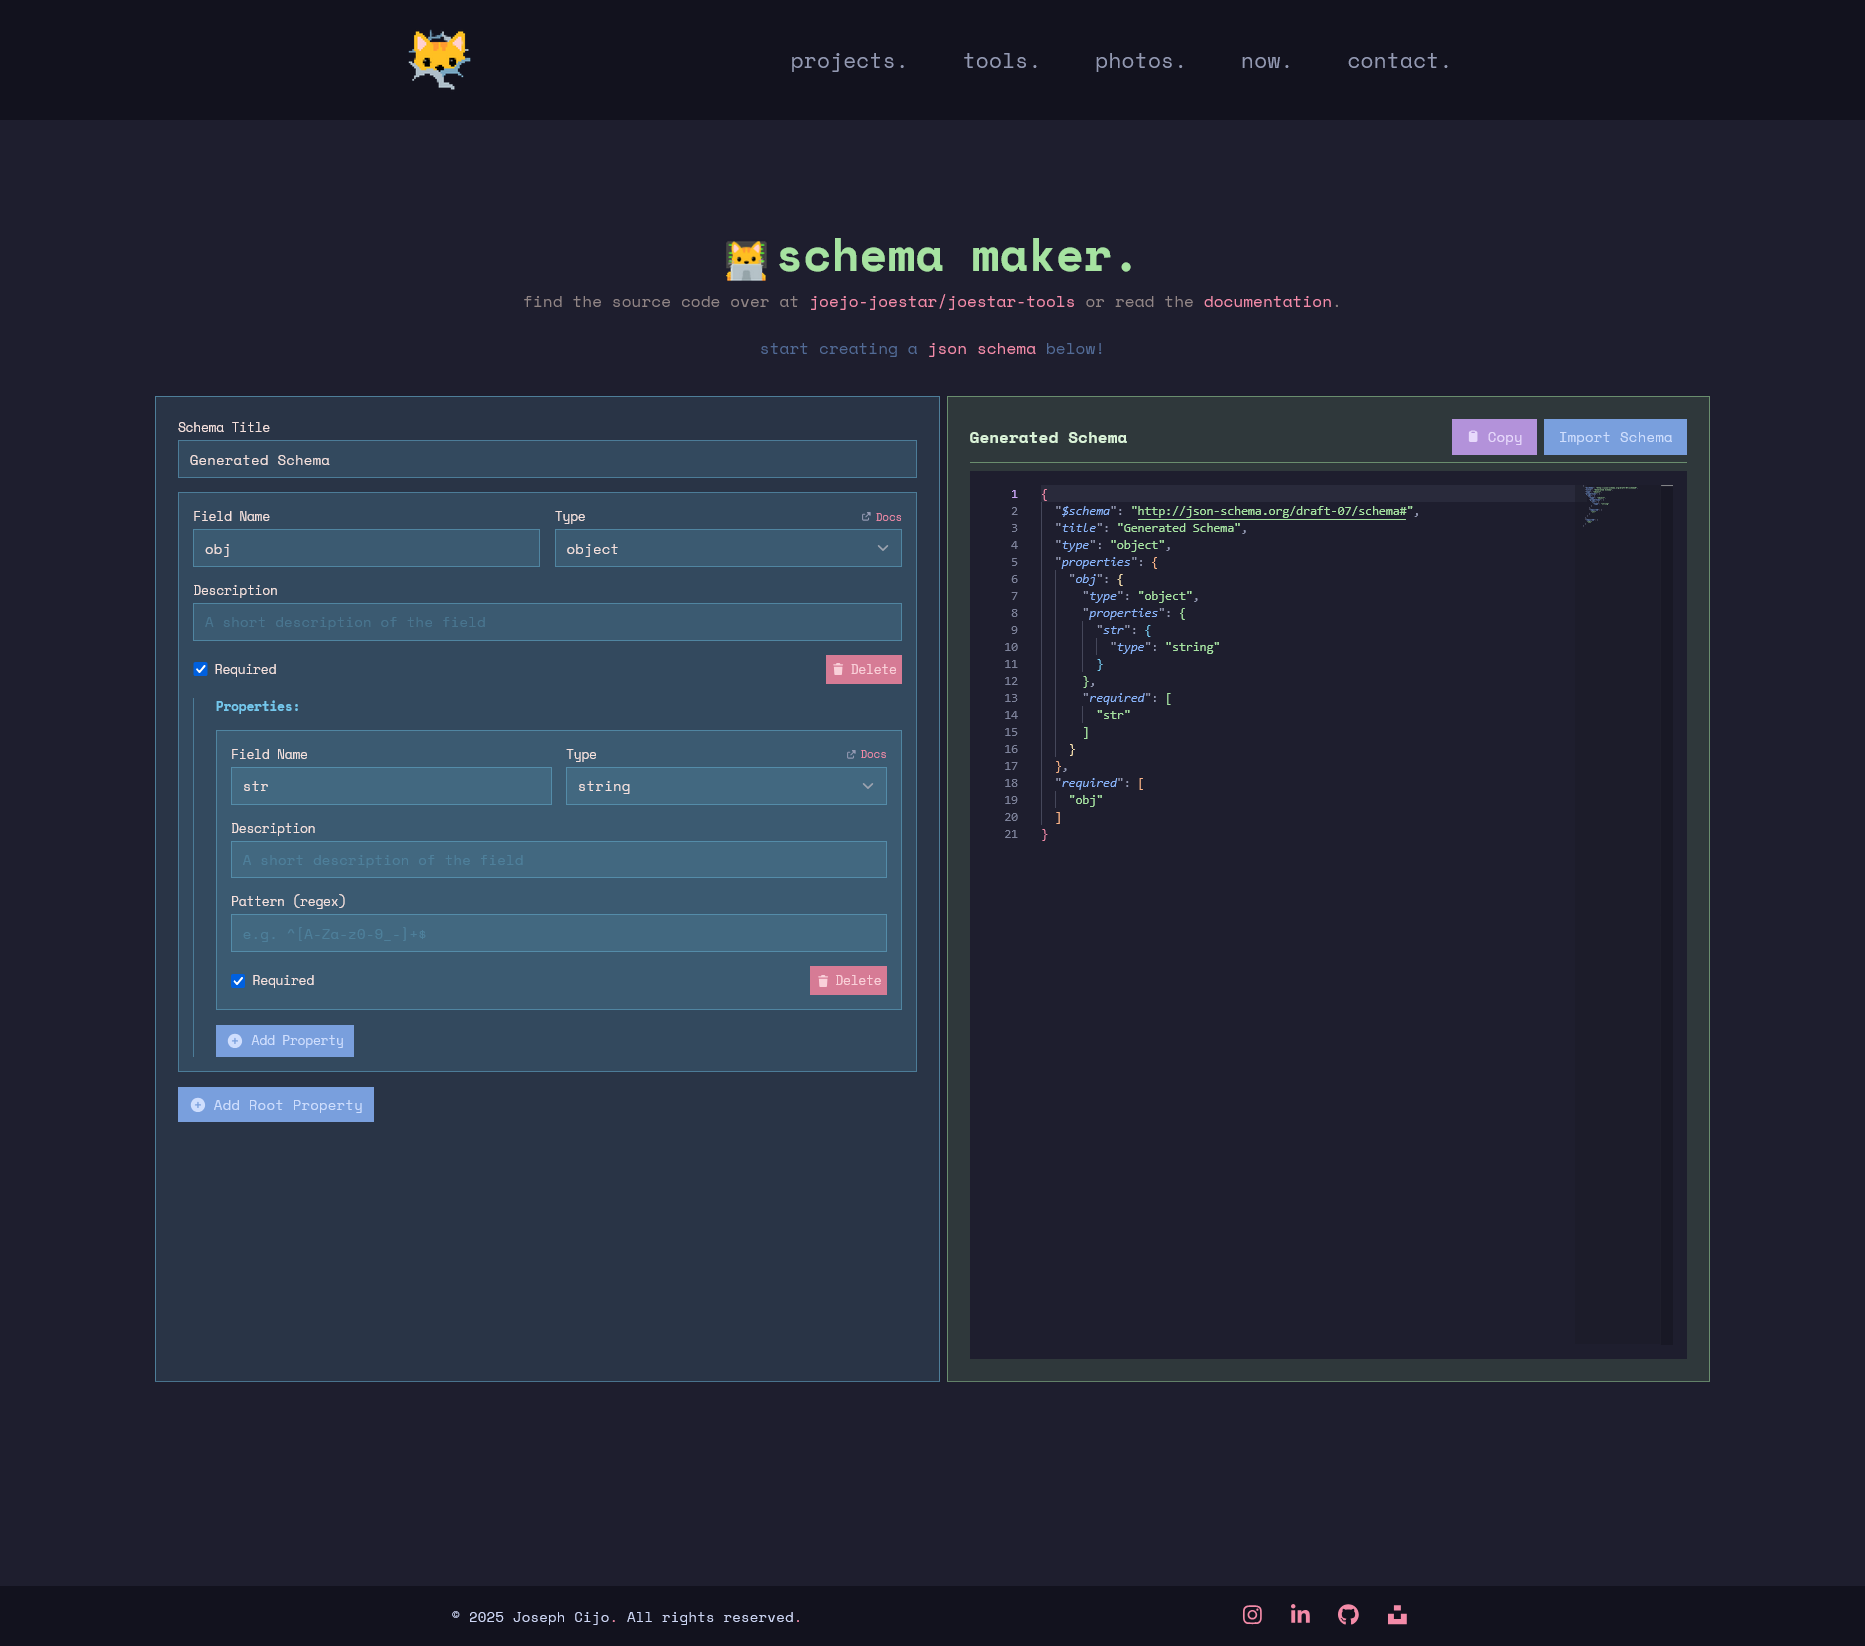 projects. tools. photos. now. contact.
schema maker.
find the source code over at joejo-joestar/joestar-tools or read the documentation.
start creating a json schema below!
Schema Title
Generated Schema
Field Name
obj
Type
Docs
object
Description
A short description of the field
Required
Delete
Properties:
Field Name
str
Type
Docs
string
Description
A short description of the field
Pattern (regex)
e.g. ^[A-Za-z0-9_-]+$
Required
Delete
Add Property
Add Root Property
Generated Schema
Copy
Import Schema
1 {
2 "$schema": "http://json-schema.org/draft-07/schema#",
3 "title": "Generated Schema",
4 "type": "object",
5 "properties": {
6 "obj": {
7 "type": "object",
8 "properties": {
9 "str": {
10 "type": "string"
11 }
12 },
13 "required": [
14 "str"
15 ]
16 }
17 },
18 "required": [
19 "obj"
20 ]
21 }
© 2025 Joseph Cijo. All rights reserved.